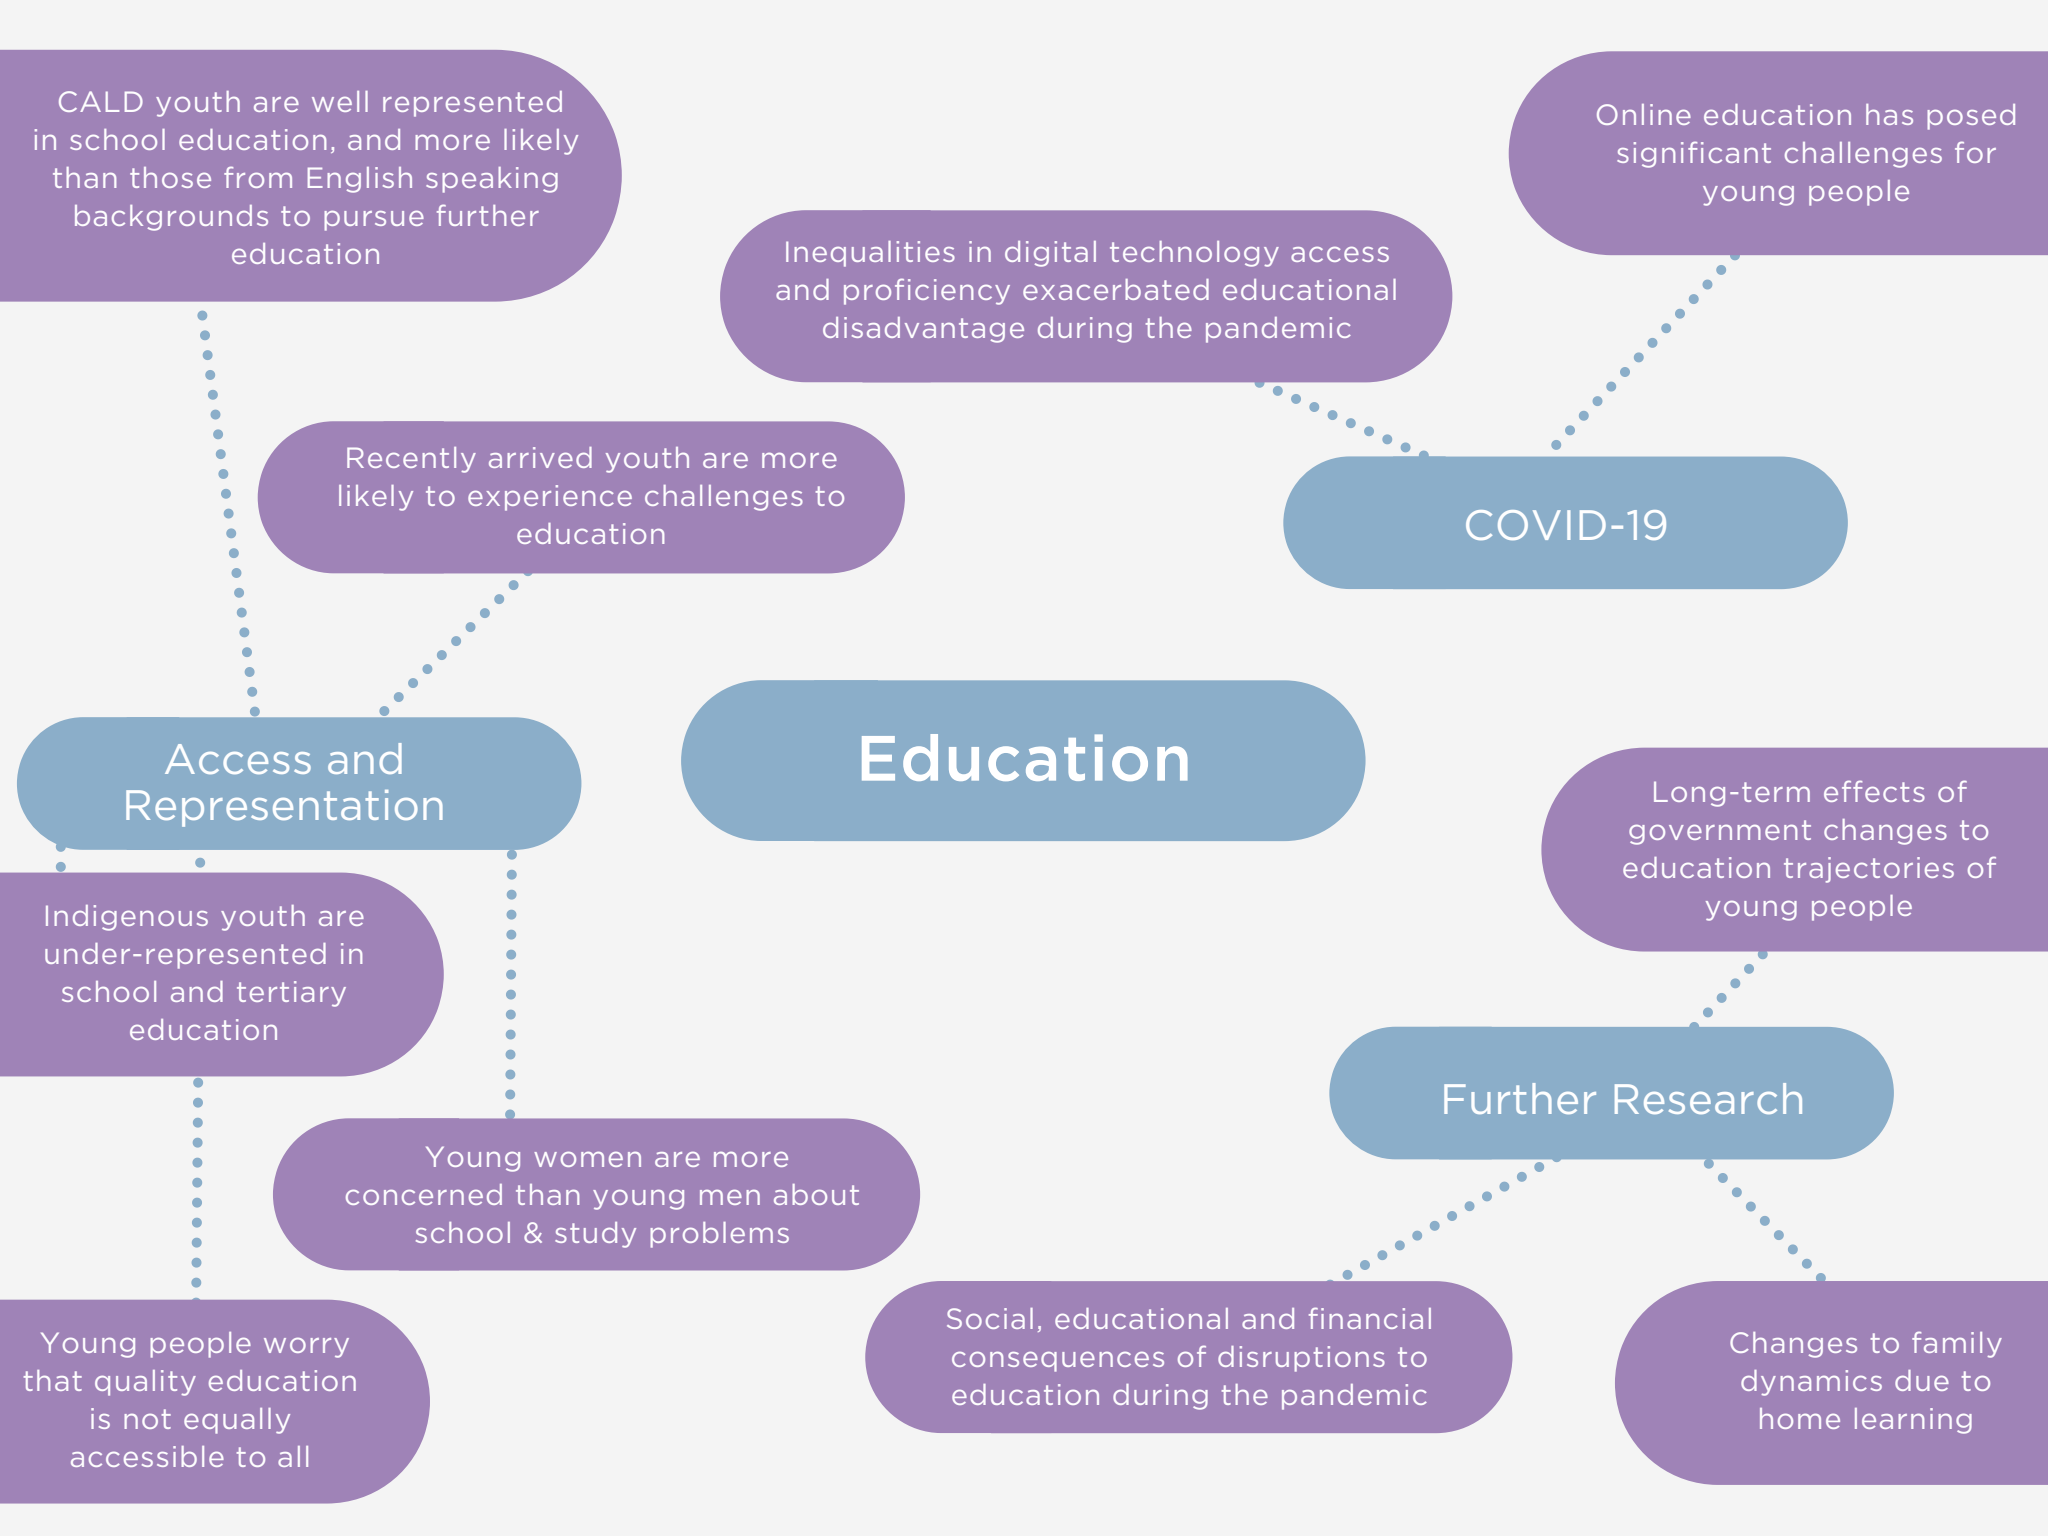 CALD youth are well represented
in school education, and more likely
than those from English speaking
backgrounds to pursue further
education
Online education has posed
significant challenges for
young people
Inequalities in digital technology access
and proficiency exacerbated educational
disadvantage during the pandemic
Recently arrived youth are more
likely to experience challenges to
education
COVID-19
Education
Access and
Representation
Long-term effects of
government changes to
education trajectories of
young people
Indigenous youth are
under-represented in
school and tertiary
education
Further Research
Young women are more
concerned than young men about
school & study problems
Social, educational and financial
consequences of disruptions to
education during the pandemic
Young people worry
that quality education
is not equally
accessible to all
Changes to family
dynamics due to
home learning